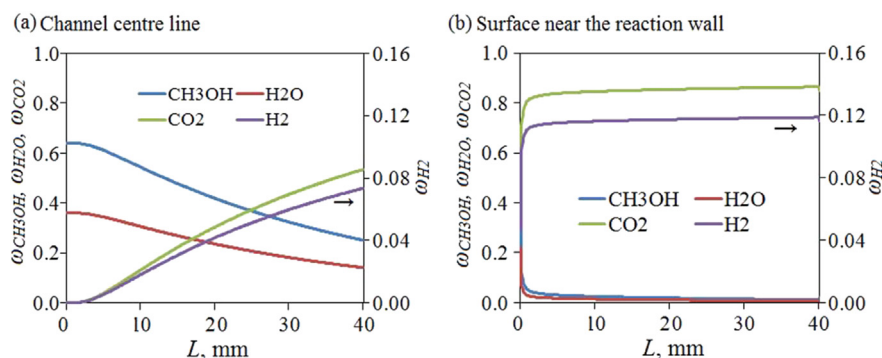 (a) Channel centre line
1.0
0.8
0.6
0.4
0.2
0.0
ωCH3OH, ωH2O, ωCO2
CH3OH
H2O
CO2
H2
→
0.16
0.12
0.08
0.04
0.00
ωH2
0 10 20 30 40
L, mm
(b) Surface near the reaction wall
1.0
0.8
0.6
0.4
0.2
0.0
ωCH3OH, ωH2O, ωCO2
→
CH3OH
H2O
CO2
H2
0.16
0.12
0.08
0.04
0.00
ωH2
0 10 20 30 40
L, mm